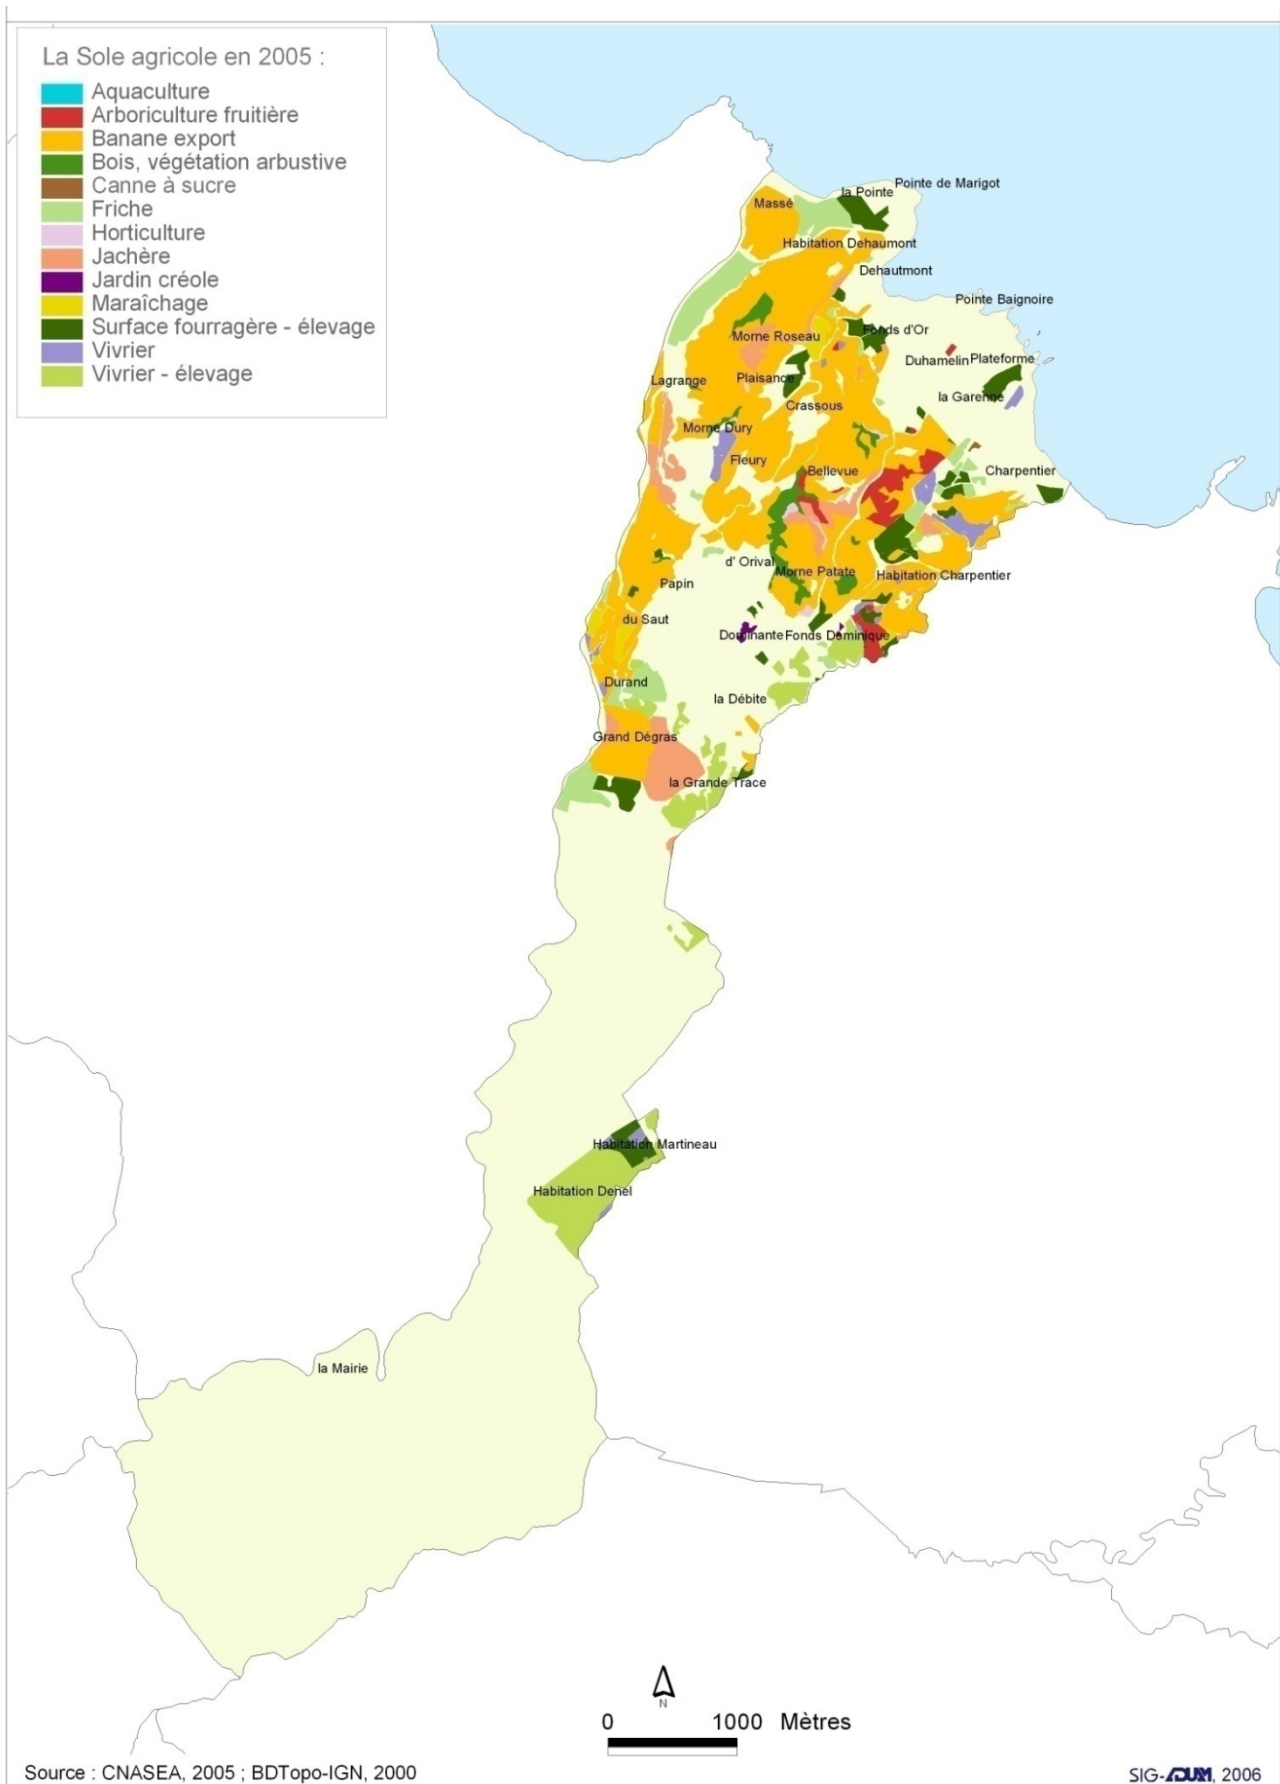 La Sole agricole en 2005 :
Aquaculture
Arboriculture fruitière
Banane export
Bois, végétation arbustive
Canne à sucre
Friche
Horticulture
Jachère
Jardin créole
Maraîchage
Surface fourragère - élevage
Vivrier
Vivrier - élevage
Pointe de Marigot
la Pointe
Massé
Habitation Dehaumont
Dehautmont
Pointe Baignoire
Fonds d'Or
Morne Roseau
Duhamelin Plateforme
Lagrange
Plaisance
la Garenne
Crassous
Morne Dury
Fleury
Bellevue
Charpentier
d' Orival
Morne Patate
Habitation Charpentier
Papin
du Saut
Dominante
Fonds Dominique
Durand
la Débite
Grand Dégras
la Grande Trace
Habitation Martineau
Habitation Denel
la Mairie
N
0 1000 Mètres
Source : CNASEA, 2005 ; BDTopo-IGN, 2000
SIG-ADUAM, 2006